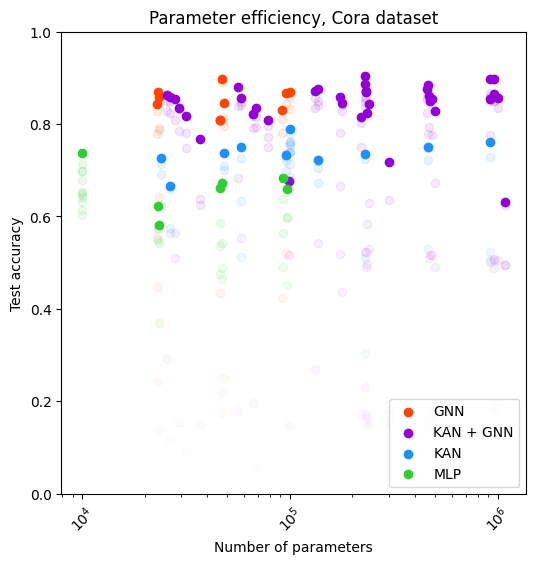 Parameter efficiency, Cora dataset
Test accuracy
1.0
0.8
0.6
0.4
0.2
0.0
GNN
KAN + GNN
KAN
MLP
10⁴
10⁵
10⁶
Number of parameters